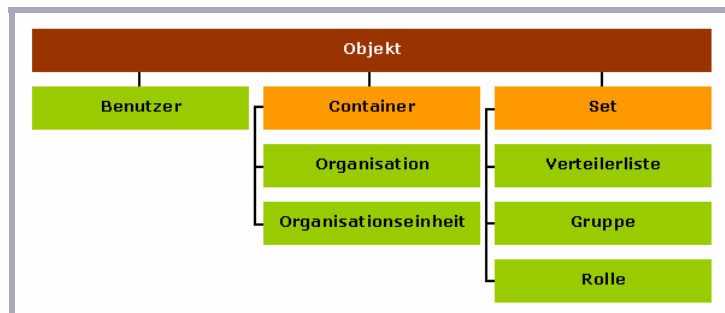 Objekt
Benutzer
Container
Set
Organisation
Verteilerliste
Organisationseinheit
Gruppe
Rolle